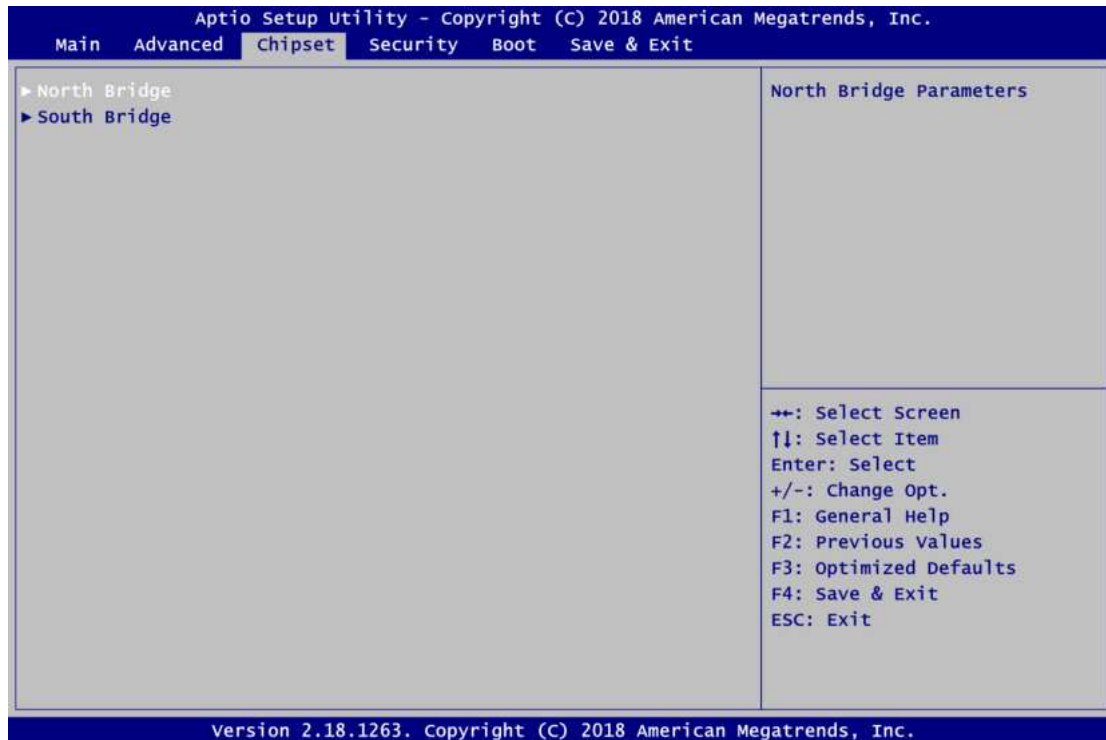 Aptio Setup Utility - Copyright (C) 2018 American Megatrends, Inc.
Main Advanced Chipset Security Boot Save & Exit
►North Bridge
►South Bridge
North Bridge Parameters
→←: Select Screen
↑↓: Select Item
Enter: Select
+/-: Change Opt.
F1: General Help
F2: Previous Values
F3: Optimized Defaults
F4: Save & Exit
ESC: Exit
Version 2.18.1263. Copyright (C) 2018 American Megatrends, Inc.